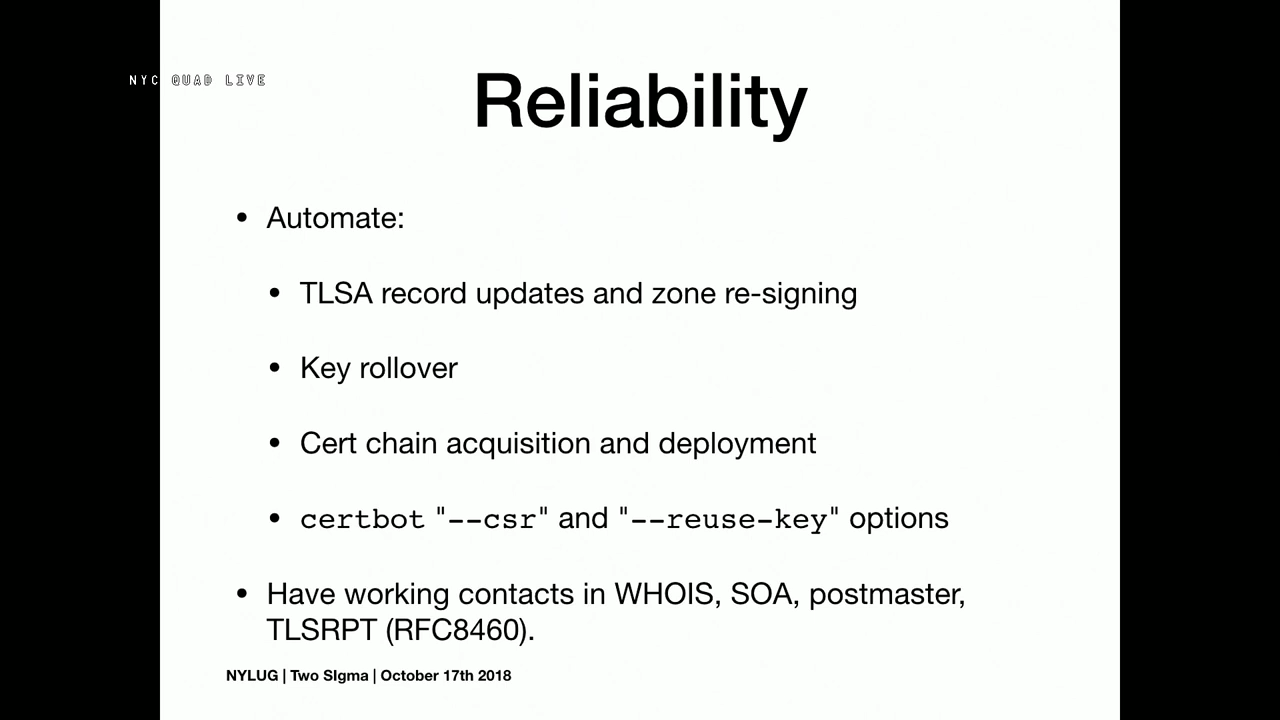 NYC QUAD LIVE
Reliability
• Automate:
• TLSA record updates and zone re-signing
• Key rollover
• Cert chain acquisition and deployment
• certbot "--csr" and "--reuse-key" options
• Have working contacts in WHOIS, SOA, postmaster,
TLSRPT (RFC8460).
NYLUG | Two SIgma | October 17th 2018